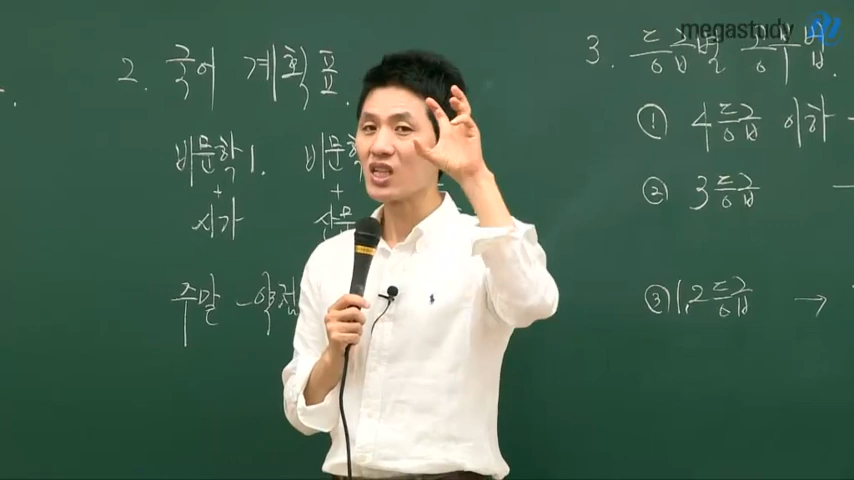 megastudy
2. 국어 계획표
비문학1. 비문학
+ +
시가 산문
주말 - 약점
3. 등급별 공부법.
① 4등급 이하 -
② 3등급 -
③ 1,2등급 →